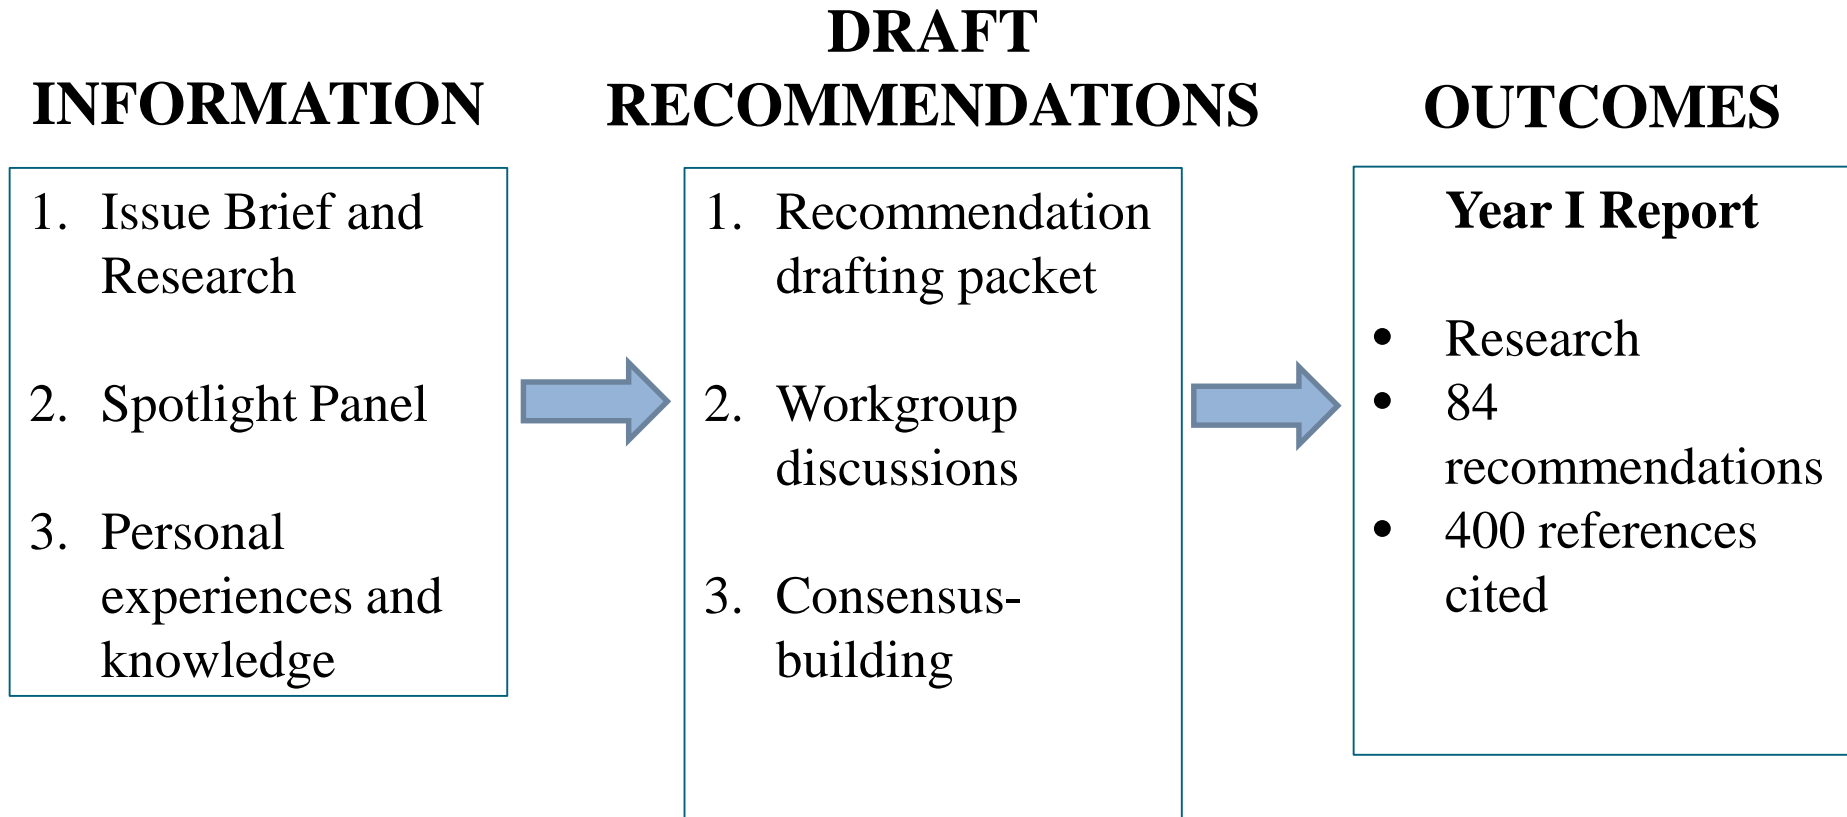 INFORMATION
1. Issue Brief and
Research
2. Spotlight Panel
3. Personal
experiences and
knowledge
DRAFT
RECOMMENDATIONS
1. Recommendation
drafting packet
2. Workgroup
discussions
3. Consensus-
building
OUTCOMES
Year I Report
• Research
• 84
recommendations
• 400 references
cited